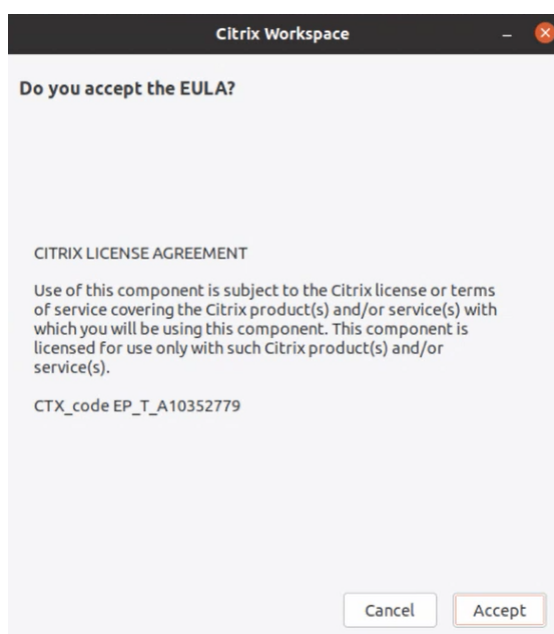 Citrix Workspace
Do you accept the EULA?
CITRIX LICENSE AGREEMENT
Use of this component is subject to the Citrix license or terms
of service covering the Citrix product(s) and/or service(s) with
which you will be using this component. This component is
licensed for use only with such Citrix product(s) and/or
service(s).
CTX_code EP_T_A10352779
Cancel
Accept